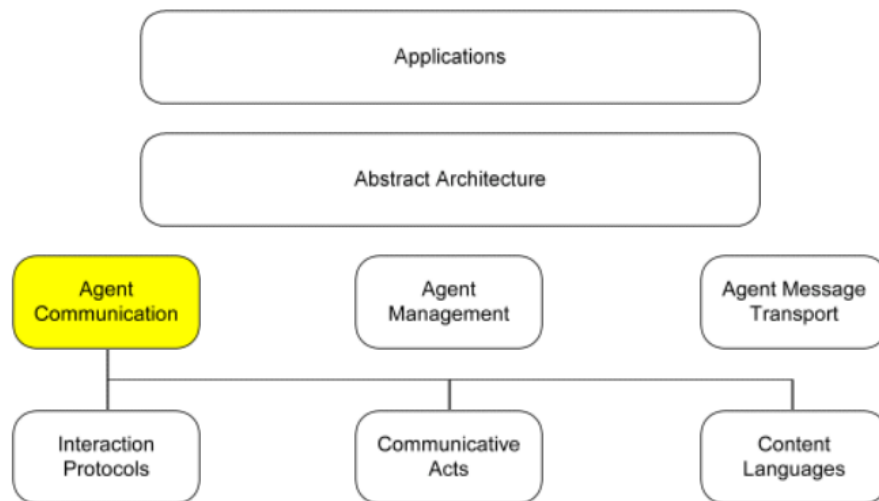 Applications
Abstract Architecture
Agent
Communication
Agent
Management
Agent Message
Transport
Interaction
Protocols
Communicative
Acts
Content
Languages